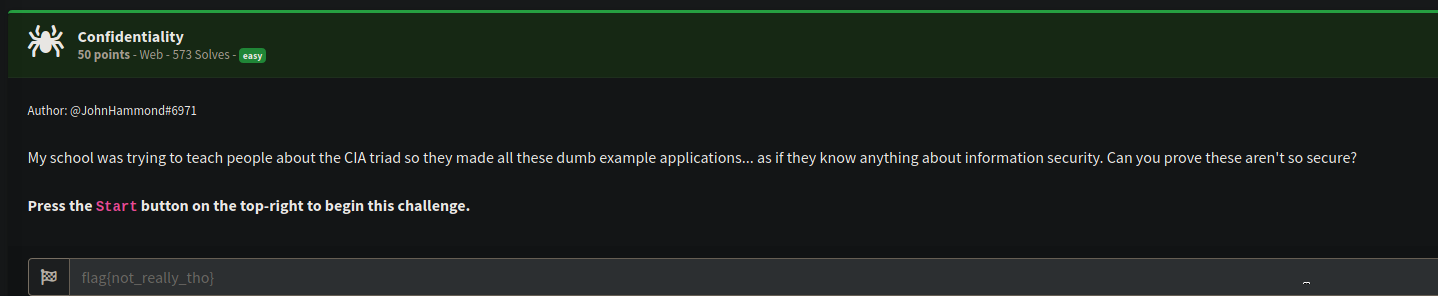 Confidentiality
50 points - Web - 573 Solves - easy
Author: @JohnHammond#6971
My school was trying to teach people about the CIA triad so they made all these dumb example applications... as if they know anything about information security. Can you prove these aren't so secure?
Press the Start button on the top-right to begin this challenge.
flag{not_really_tho}